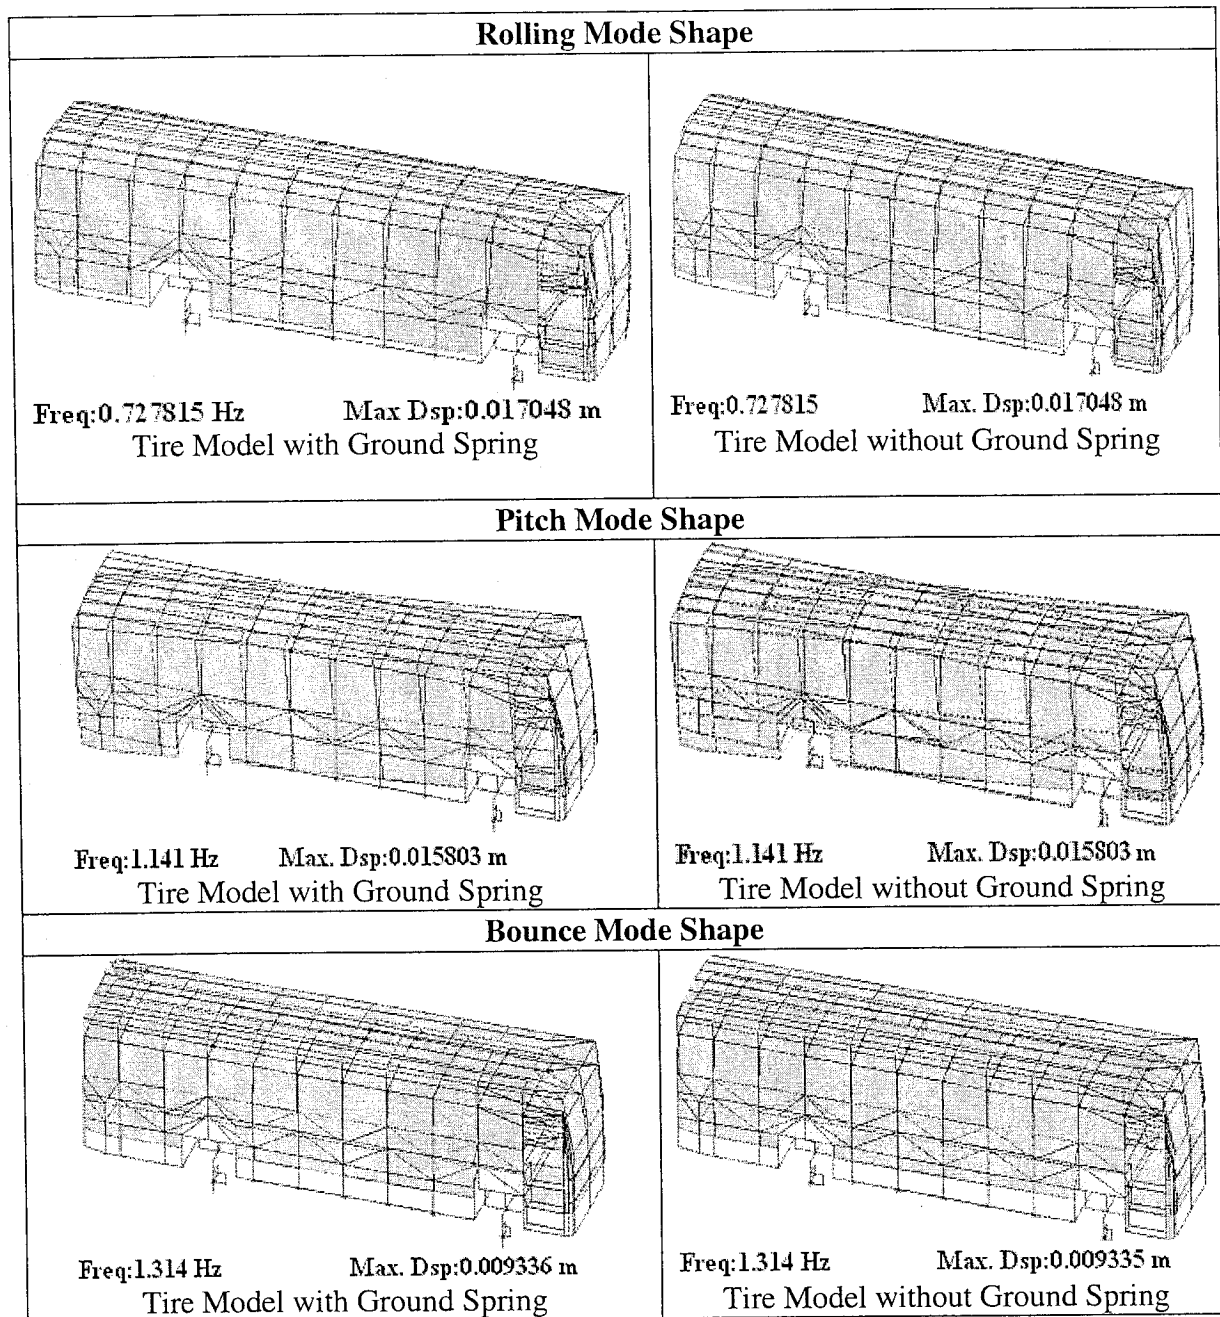 Rolling Mode Shape
Freq:0.727815 Hz Max Dsp:0.017048 m
Tire Model with Ground Spring
Freq:0.727815 Max. Dsp:0.017048 m
Tire Model without Ground Spring
Pitch Mode Shape
Freq:1.141 Hz Max. Dsp:0.015803 m
Tire Model with Ground Spring
Freq:1.141 Hz Max. Dsp:0.015803 m
Tire Model without Ground Spring
Bounce Mode Shape
Freq:1.314 Hz Max. Dsp:0.009336 m
Tire Model with Ground Spring
Freq:1.314 Hz Max. Dsp:0.009335 m
Tire Model without Ground Spring